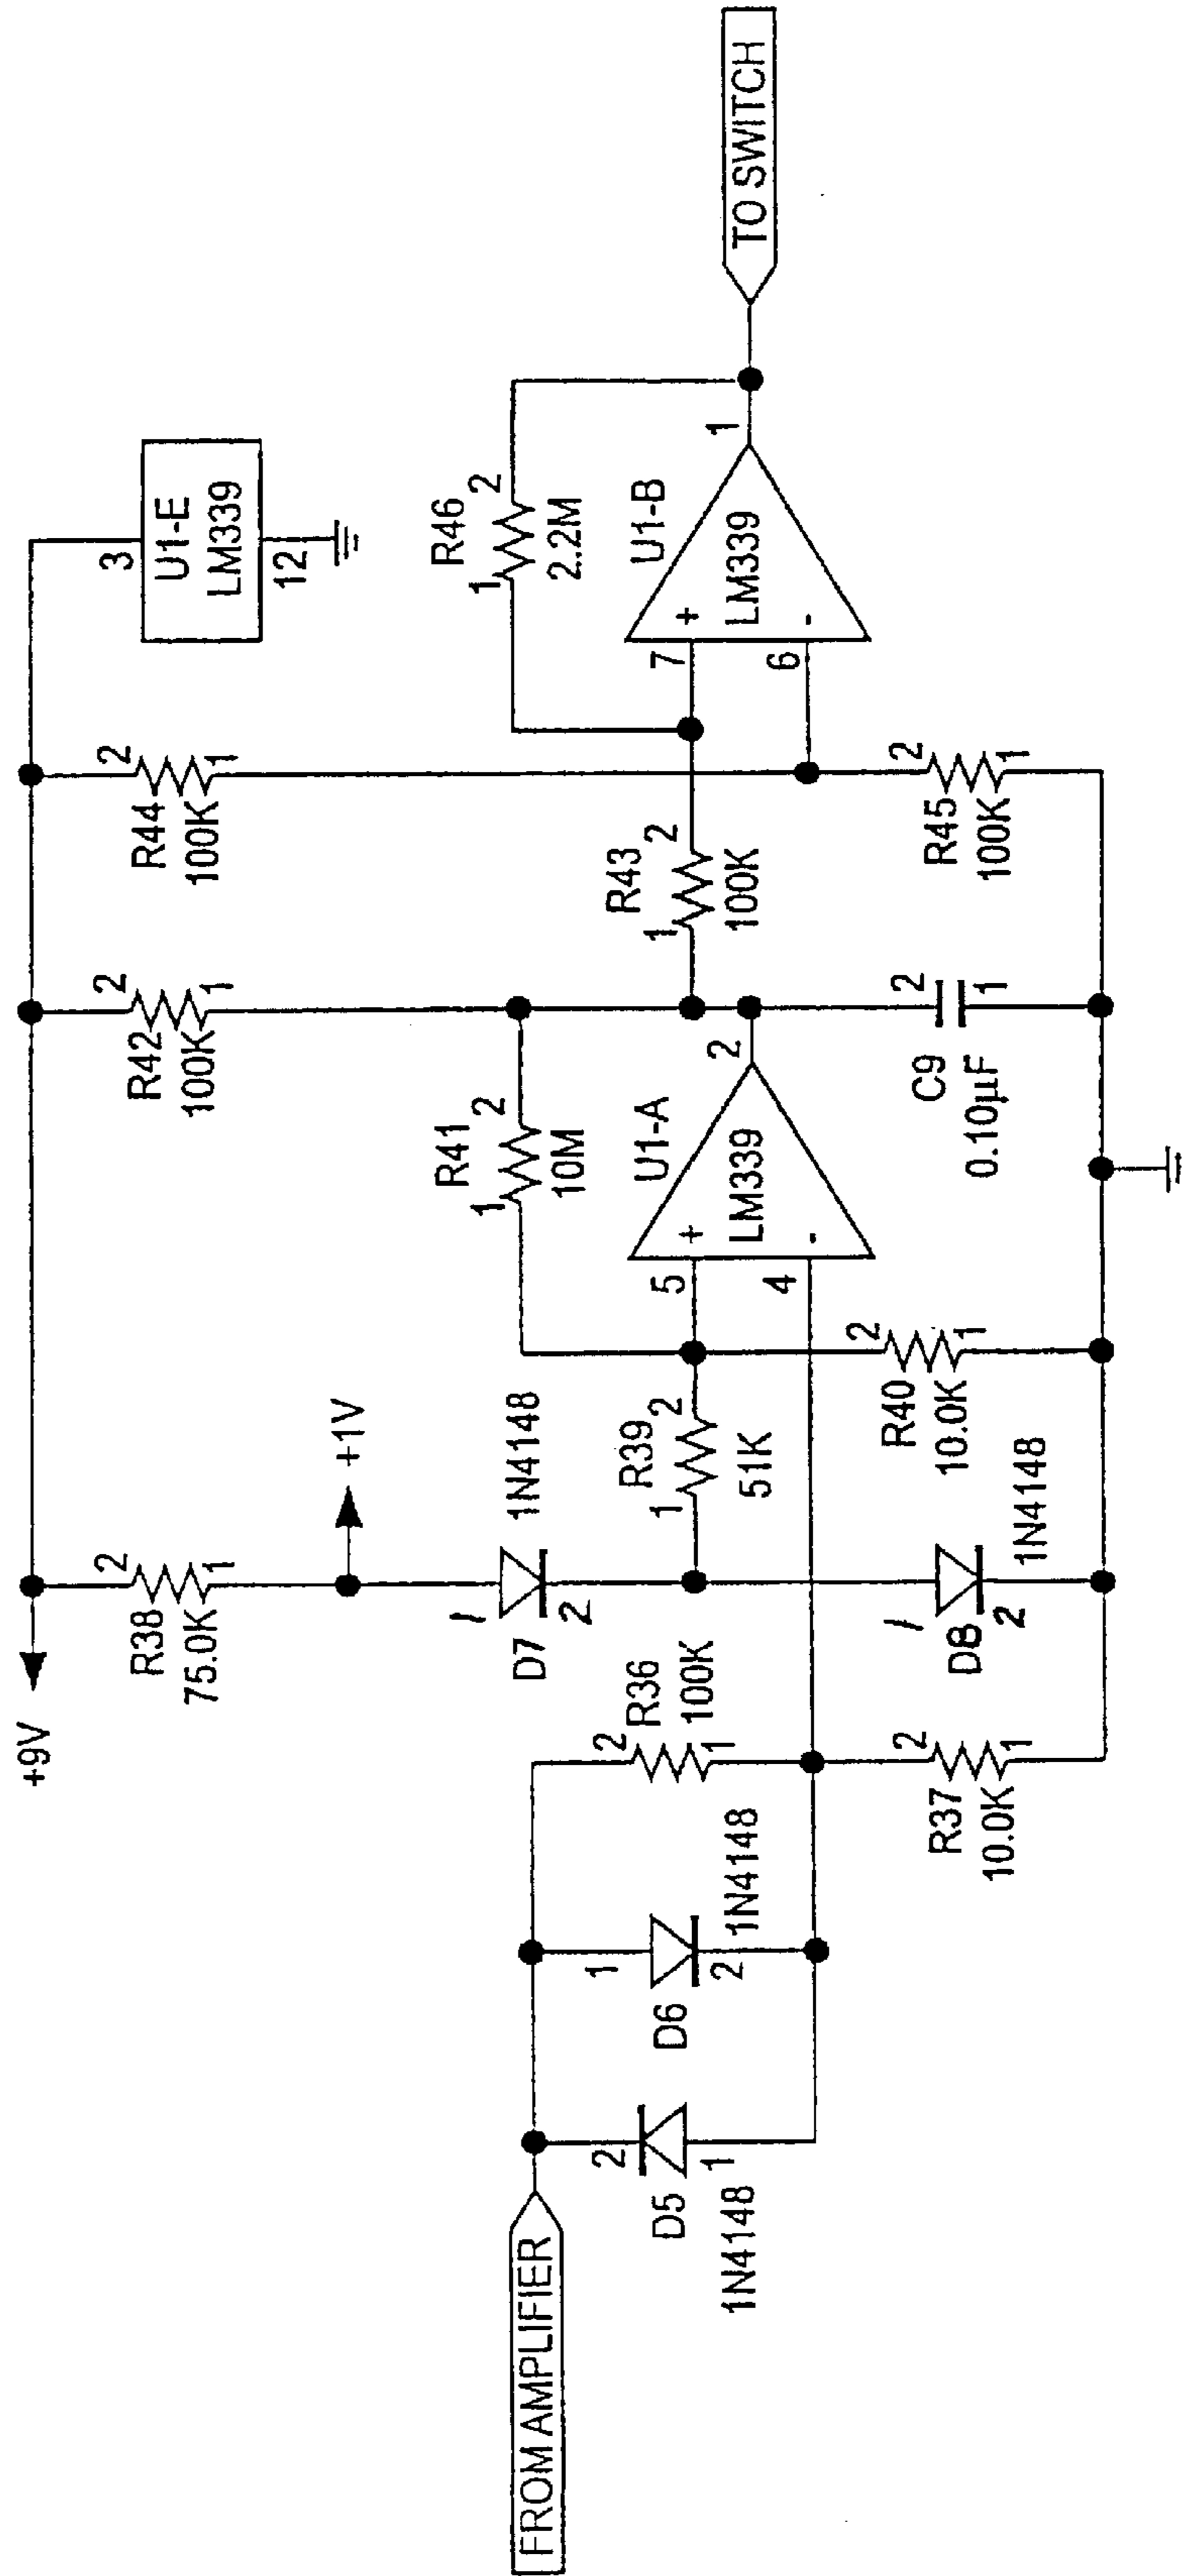 +9V
R38
75.0K
2
1
+1V
R42
100K
2
1
R44
100K
2
1
3
U1-E
LM339
12
FROM AMPLIFIER
D5
1N4148
2
1
D6
1N4148
1
2
R36
100K
2
1
R37
10.0K
2
1
D7
1N4148
1
2
D8
1N4148
1
2
R39
51K
1
2
R40
10.0K
2
1
R41
10M
1
2
U1-A
LM339
5
+
4
-
2
C9
0.10µF
2
1
R43
100K
1
2
R45
100K
2
1
R46
2.2M
1
2
U1-B
LM339
7
+
6
-
1
TO SWITCH